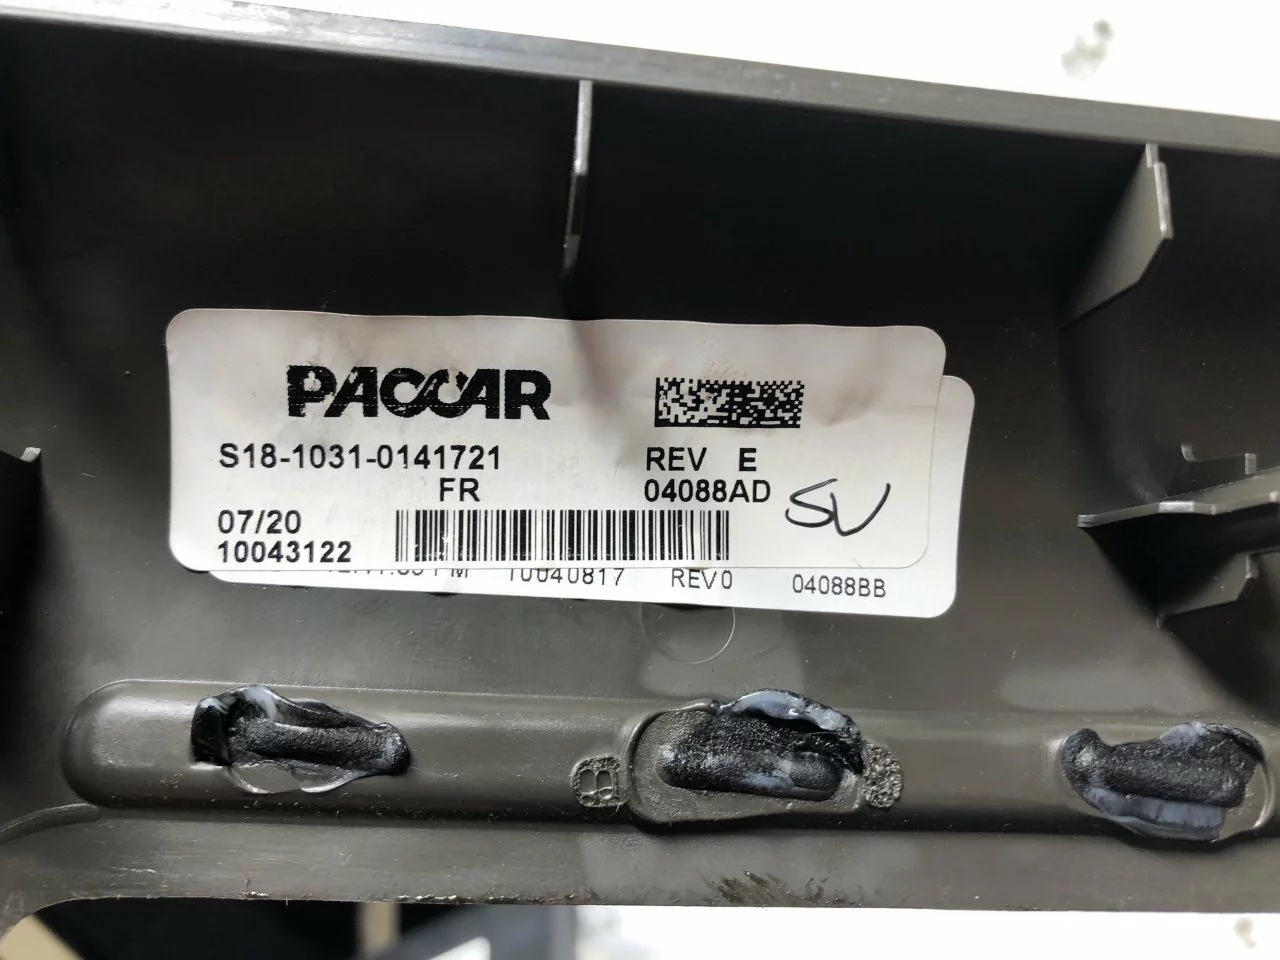 PACCAR
S18-1031-0141721 REV E
FR 04088AD SV
07/20
10043122
10040817 REV0 04088BB
B